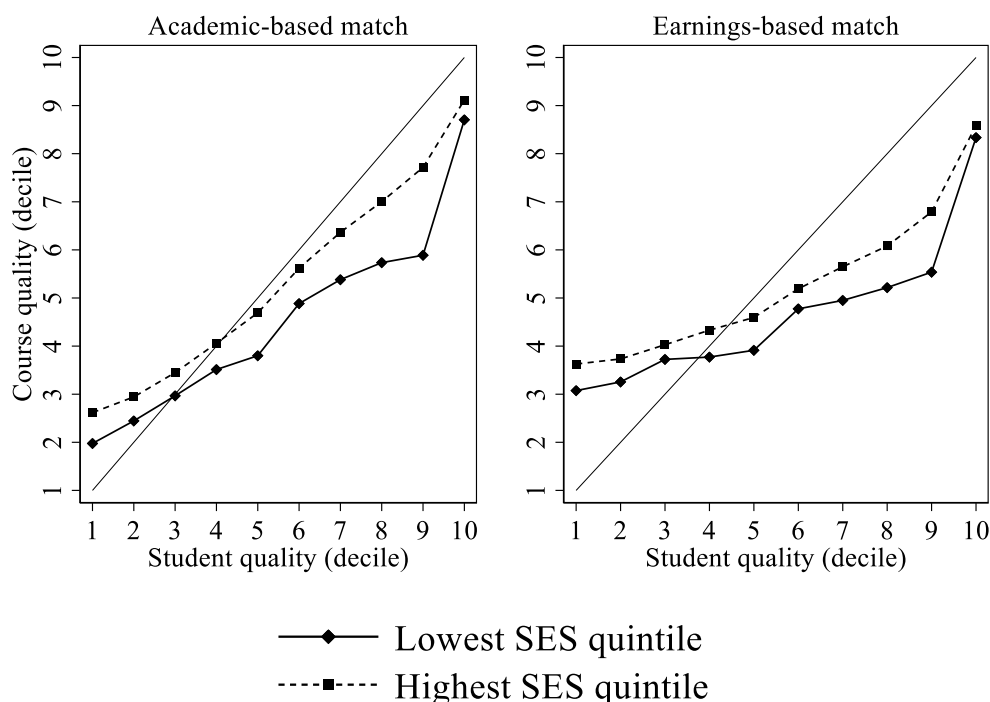 Academic-based match
Earnings-based match
Course quality (decile)
10
9
8
7
6
5
4
3
2
1
1 2 3 4 5 6 7 8 9 10
Student quality (decile)
10
9
8
7
6
5
4
3
2
1
1 2 3 4 5 6 7 8 9 10
Student quality (decile)
Lowest SES quintile
Highest SES quintile